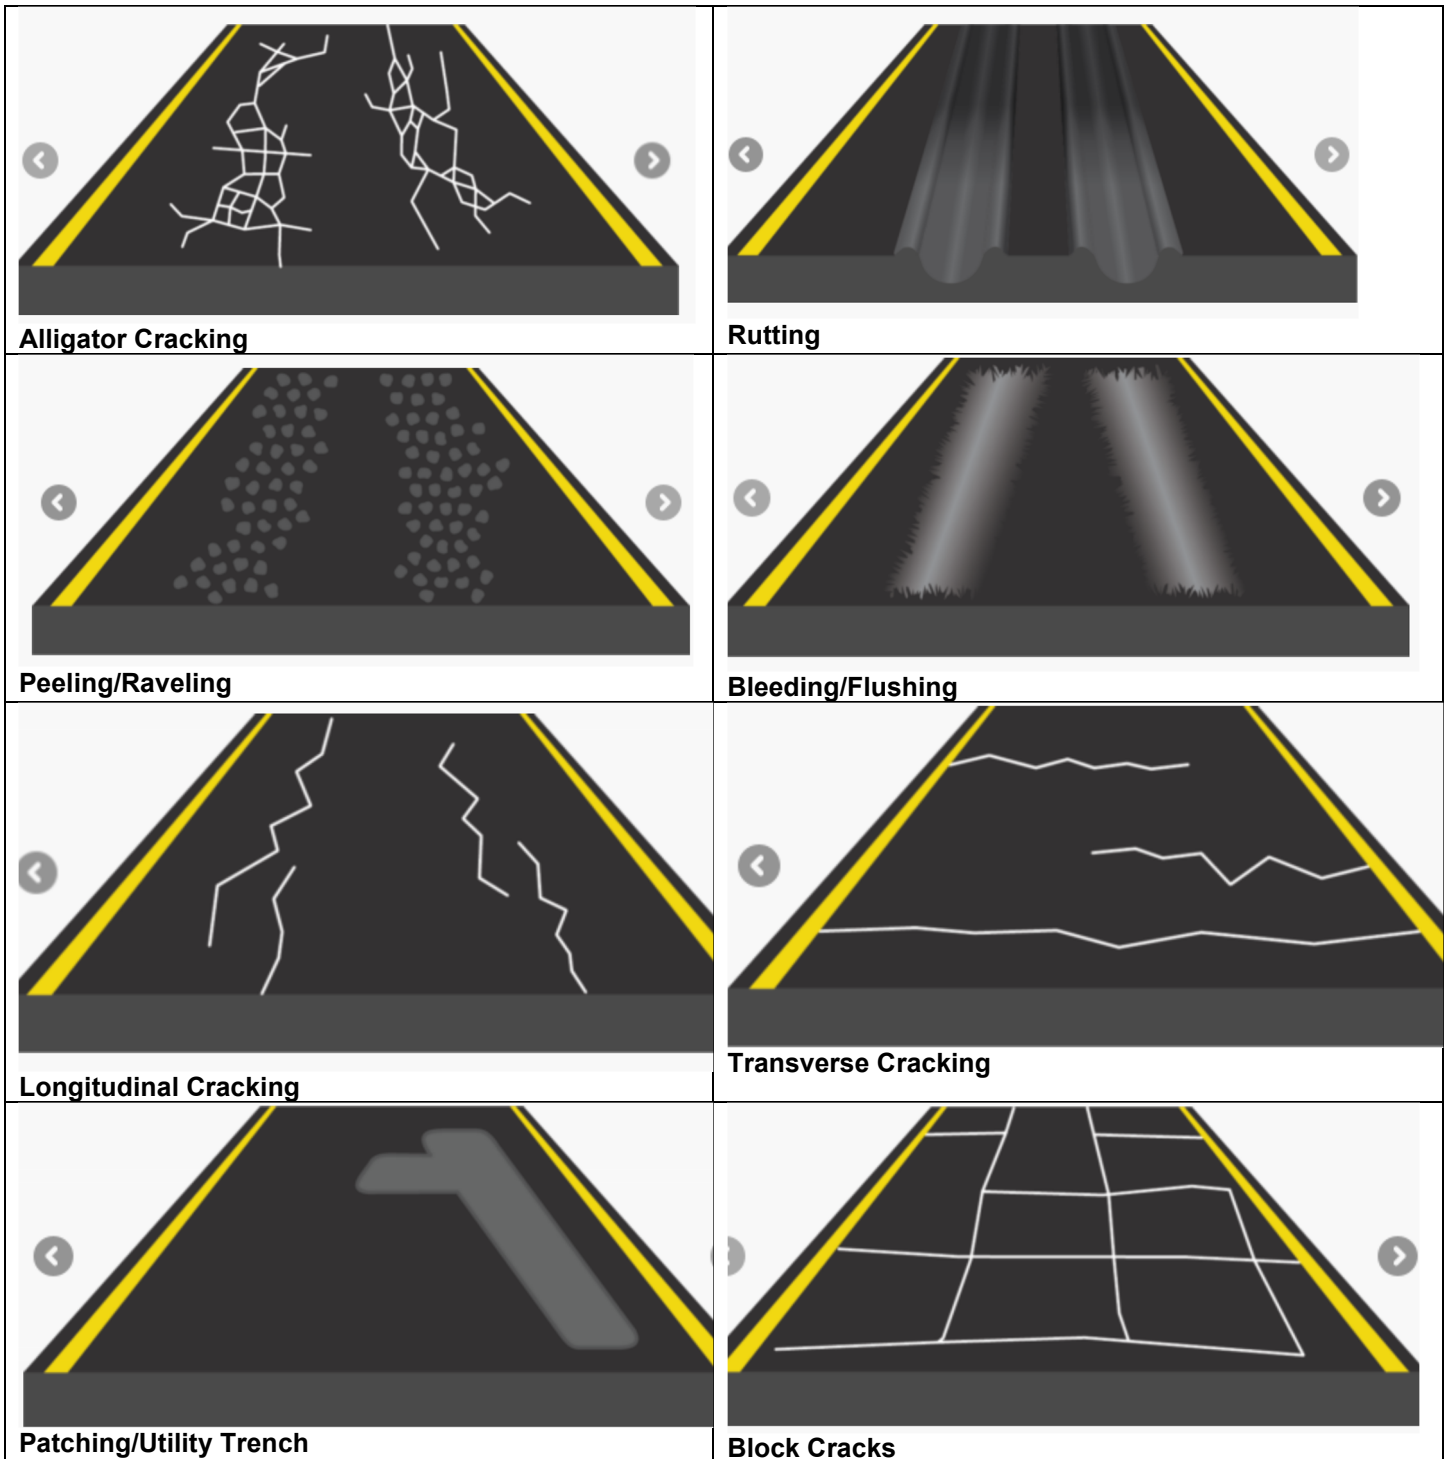 Alligator Cracking
Rutting
Peeling/Raveling
Bleeding/Flushing
Longitudinal Cracking
Transverse Cracking
Patching/Utility Trench
Block Cracks